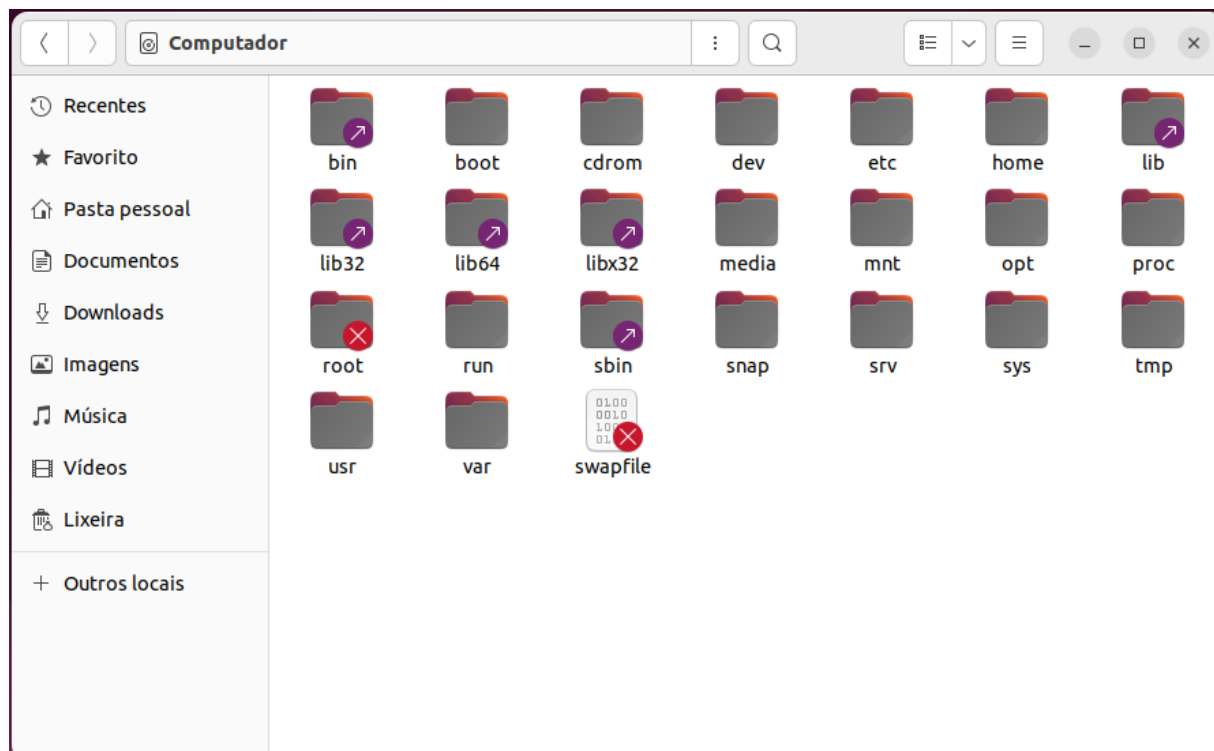 Computador
Recentes
Favorito
Pasta pessoal
Documentos
Downloads
Imagens
Música
Vídeos
Lixeira
Outros locais
bin boot cdrom dev etc home lib
lib32 lib64 libx32 media mnt opt proc
root run sbin snap srv sys tmp
usr var swapfile